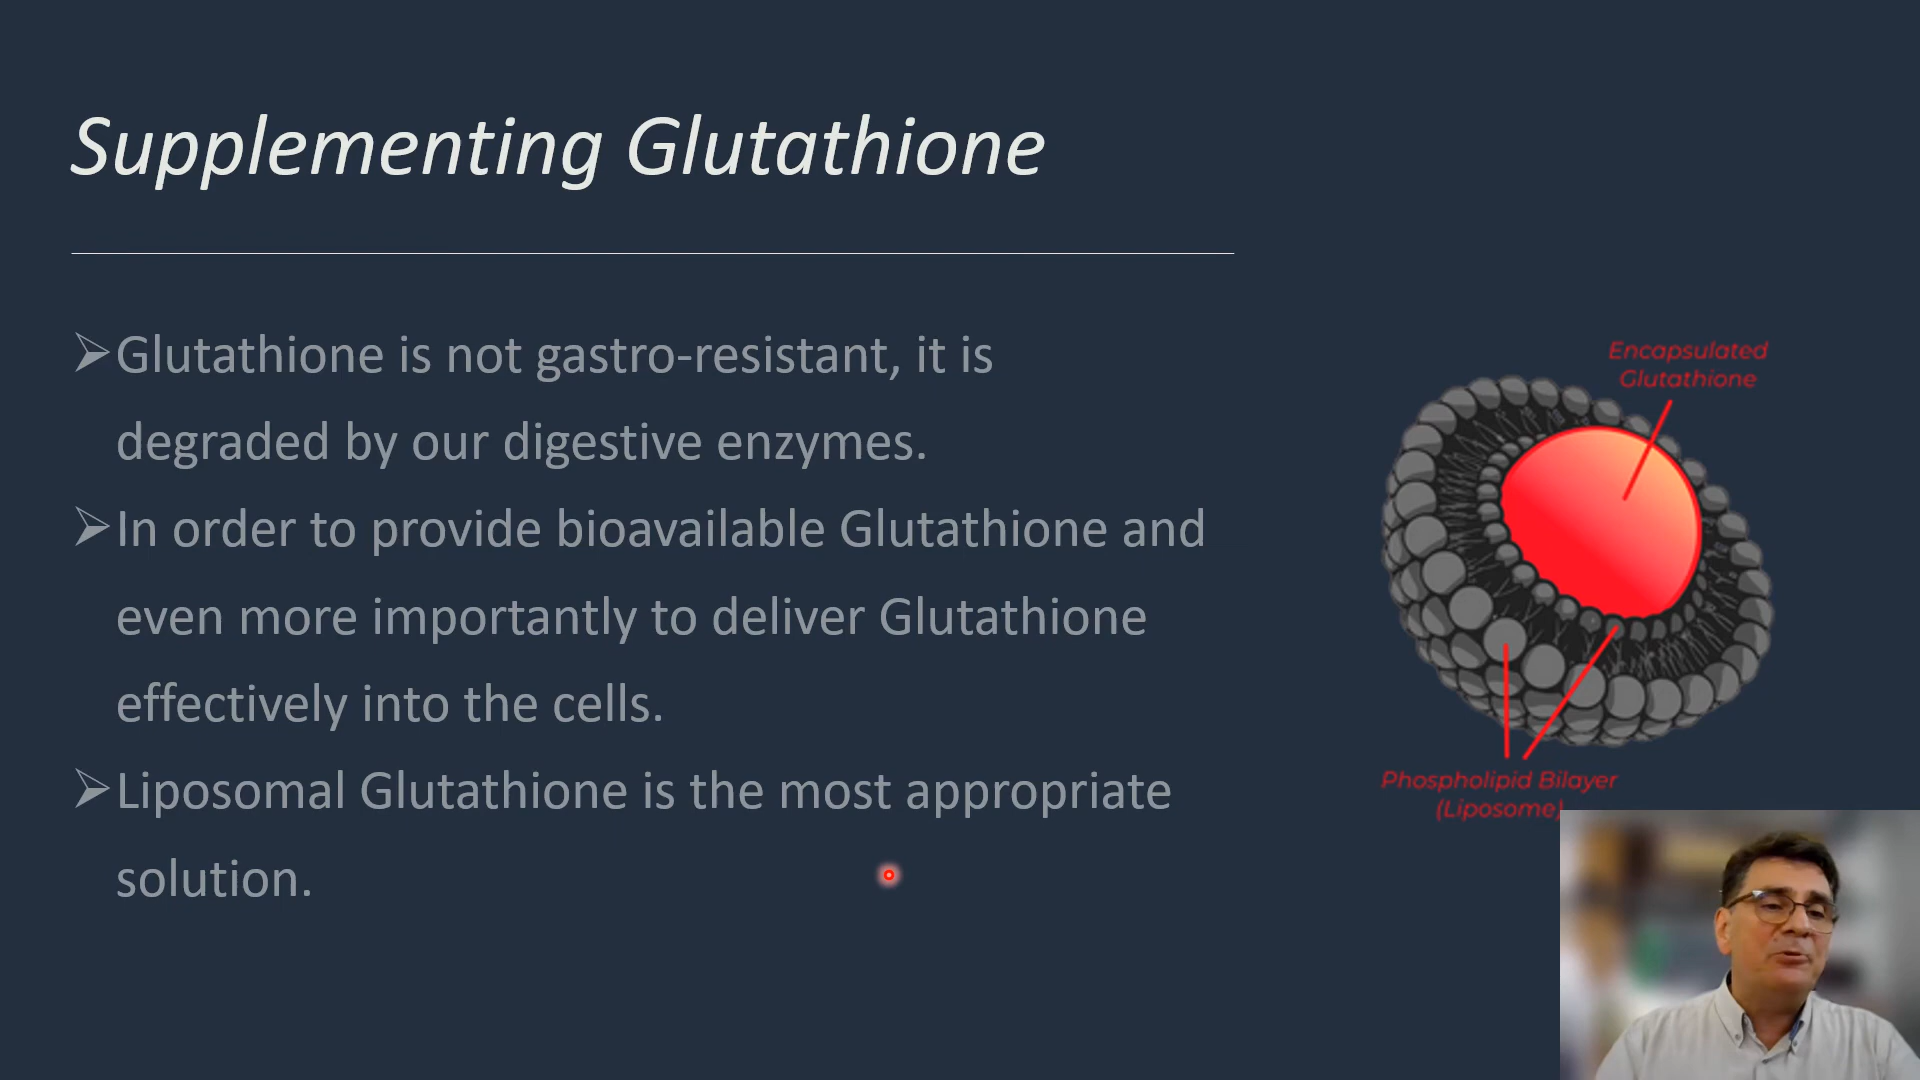 Supplementing Glutathione
➢Glutathione is not gastro-resistant, it is
degraded by our digestive enzymes.
➢In order to provide bioavailable Glutathione and
even more importantly to deliver Glutathione
effectively into the cells.
➢Liposomal Glutathione is the most appropriate
solution.
Encapsulated
Glutathione
Phospholipid Bilayer
(Liposome)